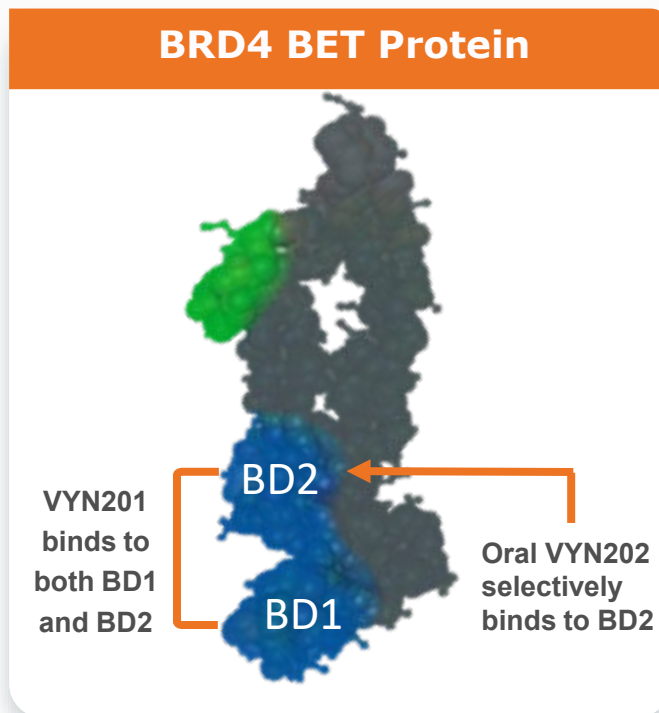 BRD4 BET Protein
BD2
VYN201
binds to
both BD1
and BD2
Oral VYN202
selectively
binds to BD2
BD1